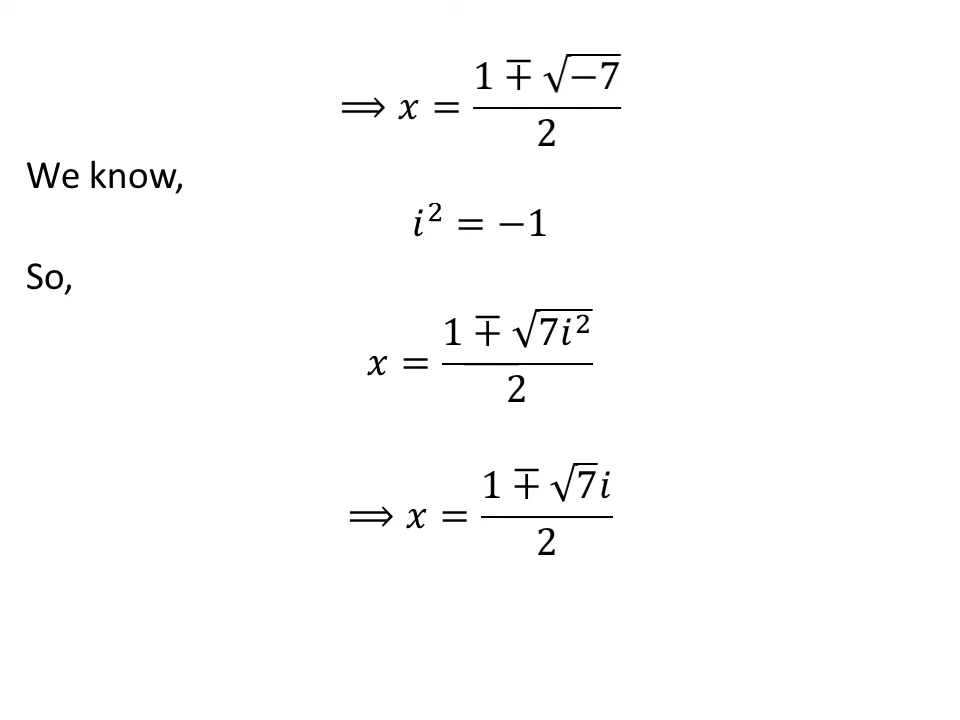 ⟹ x = (1 ∓ √−7) / 2
We know,
i² = −1
So,
x = (1 ∓ √7i²) / 2
⟹ x = (1 ∓ √7i) / 2